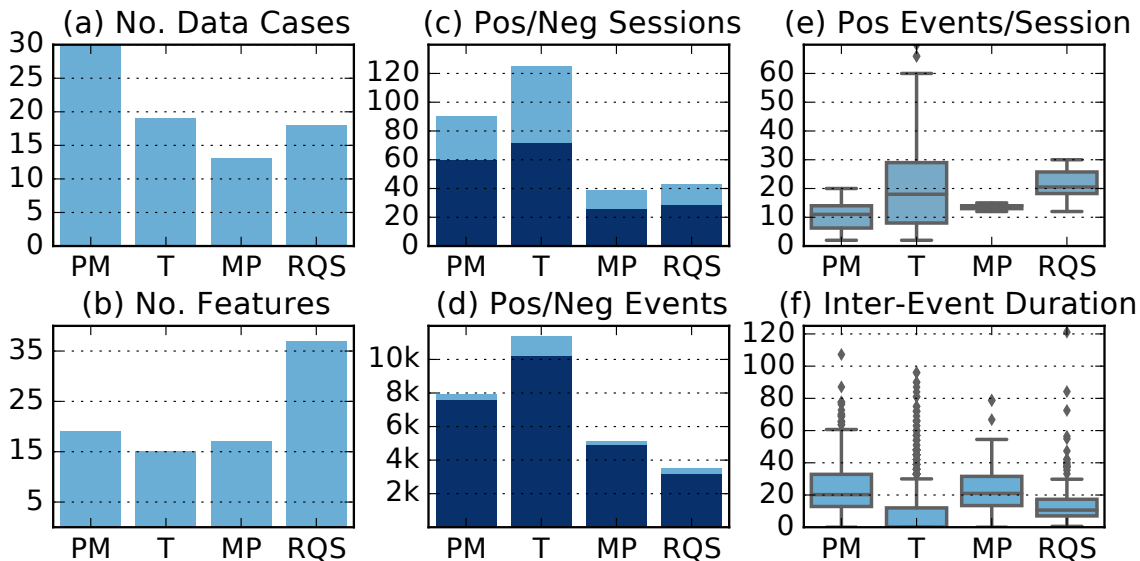 (a) No. Data Cases
30
25
20
15
10
5
0
PM T MP RQS
(c) Pos/Neg Sessions
120
100
80
60
40
20
0
PM T MP RQS
(e) Pos Events/Session
60
50
40
30
20
10
0
PM T MP RQS
(b) No. Features
35
25
15
5
PM T MP RQS
(d) Pos/Neg Events
10k
8k
6k
4k
2k
PM T MP RQS
(f) Inter-Event Duration
120
100
80
60
40
20
0
PM T MP RQS